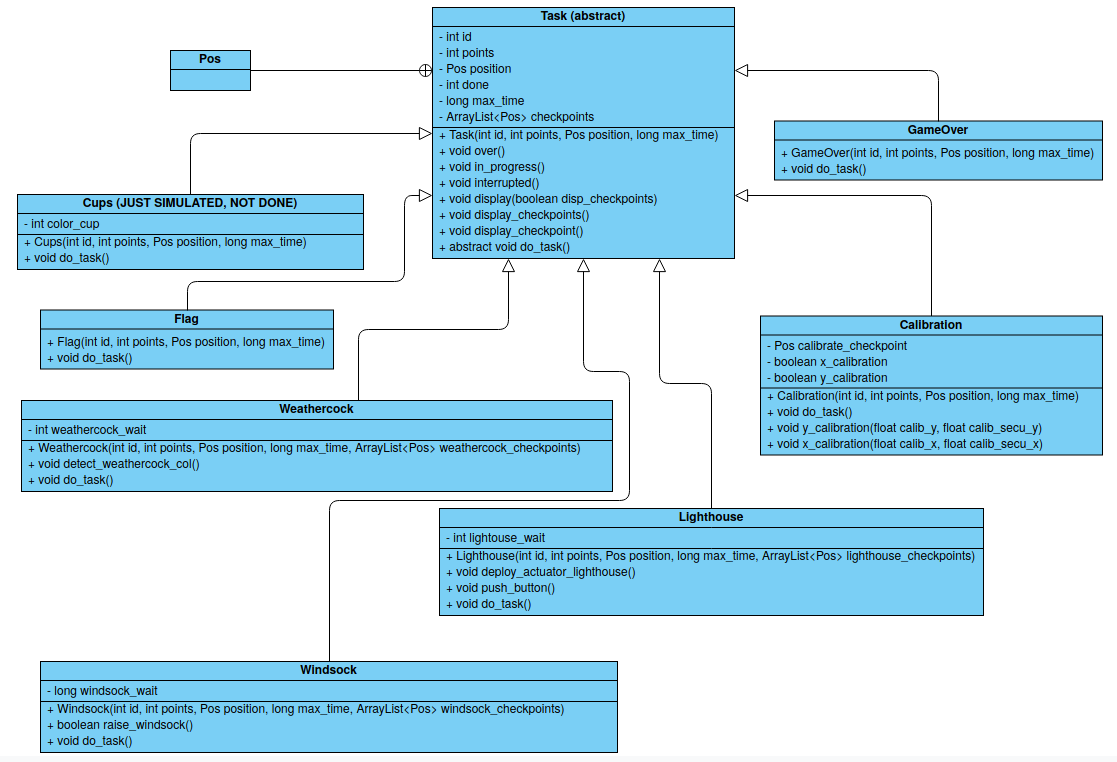 Task (abstract)
- int id
- int points
- Pos position
- int done
- long max_time
- ArrayList<Pos> checkpoints
+ Task(int id, int points, Pos position, long max_time)
+ void over()
+ void in_progress()
+ void interrupted()
+ void display(boolean disp_checkpoints)
+ void display_checkpoints()
+ void display_checkpoint()
+ abstract void do_task()
Pos
GameOver
+ GameOver(int id, int points, Pos position, long max_time)
+ void do_task()
Cups (JUST SIMULATED, NOT DONE)
- int color_cup
+ Cups(int id, int points, Pos position, long max_time)
+ void do_task()
Flag
+ Flag(int id, int points, Pos position, long max_time)
+ void do_task()
Calibration
- Pos calibrate_checkpoint
- boolean x_calibration
- boolean y_calibration
+ Calibration(int id, int points, Pos position, long max_time)
+ void do_task()
+ void y_calibration(float calib_y, float calib_secu_y)
+ void x_calibration(float calib_x, float calib_secu_x)
Weathercock
- int weathercock_wait
+ Weathercock(int id, int points, Pos position, long max_time, ArrayList<Pos> weathercock_checkpoints)
+ void detect_weathercock_col()
+ void do_task()
Lighthouse
- int lightouse_wait
+ Lighthouse(int id, int points, Pos position, long max_time, ArrayList<Pos> lighthouse_checkpoints)
+ void deploy_actuator_lighthouse()
+ void push_button()
+ void do_task()
Windsock
- long windsock_wait
+ Windsock(int id, int points, Pos position, long max_time, ArrayList<Pos> windsock_checkpoints)
+ boolean raise_windsock()
+ void do_task()